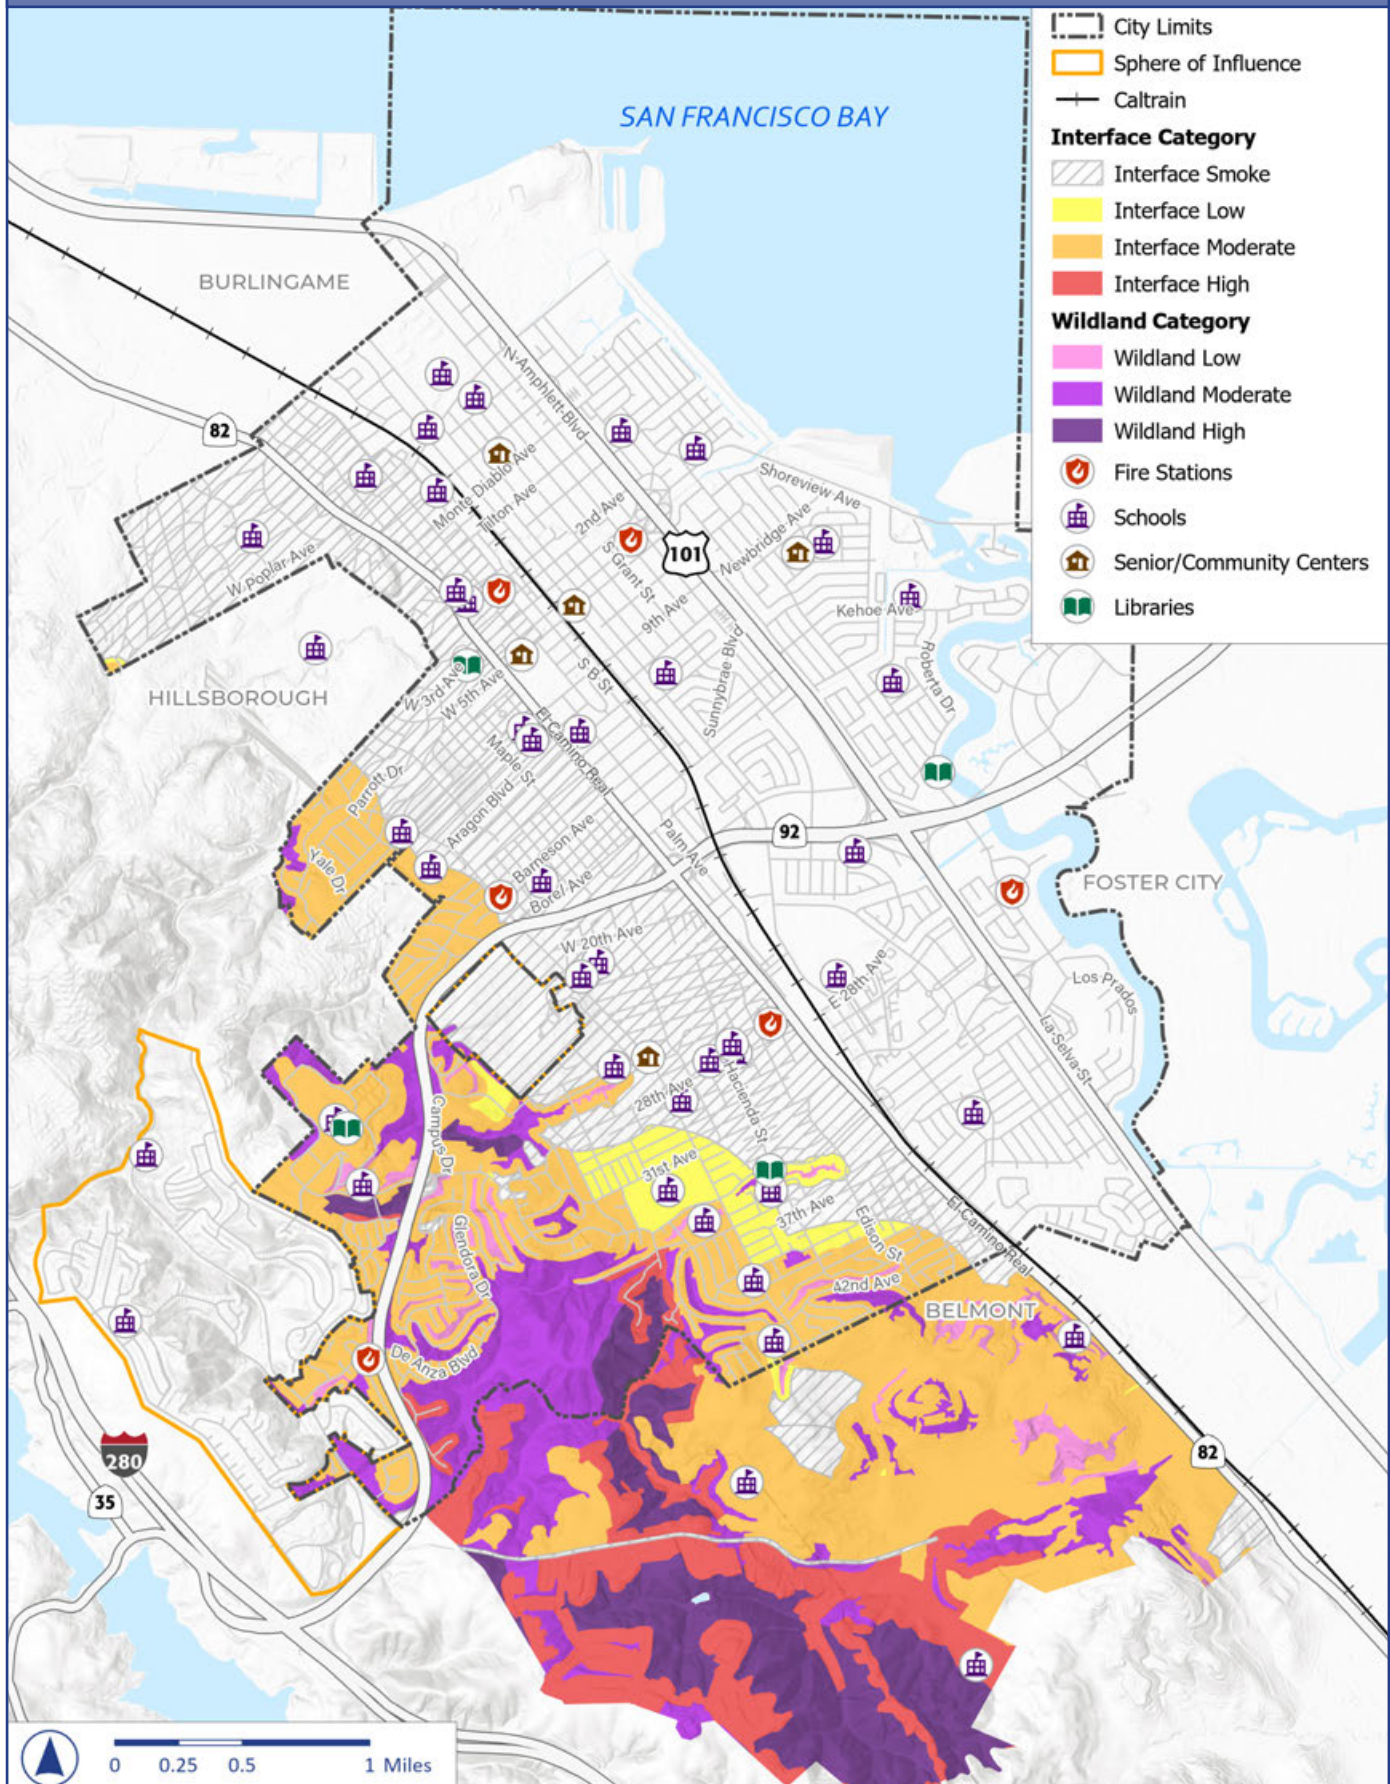 SAN FRANCISCO BAY
City Limits
Sphere of Influence
Caltrain
Interface Category
Interface Smoke
Interface Low
Interface Moderate
Interface High
Wildland Category
Wildland Low
Wildland Moderate
Wildland High
Fire Stations
Schools
Senior/Community Centers
Libraries
BURLINGAME
82
N Amphlett Blvd
Monte Diablo Ave
Tilton Ave
2nd Ave
Shoreview Ave
101
Newbridge Ave
S Grant St
9th Ave
W Poplar Ave
Kehoe Ave
Sunnybrae Blvd
Roberta Dr
HILLSBOROUGH
W 3rd Ave
W 5th Ave
S B St
El Camino Real
Maple St
Parrott Dr
Aragon Blvd
Yale Dr
Barneson Ave
Borel Ave
Palm Ave
92
FOSTER CITY
W 20th Ave
E 28th Ave
Los Prados
La Selva St
Hacienda St
28th Ave
Campus Dr
31st Ave
37th Ave
Edison St
El Camino Real
Glendora Dr
42nd Ave
BELMONT
De Anza Blvd
280
35
82
0 0.25 0.5 1 Miles